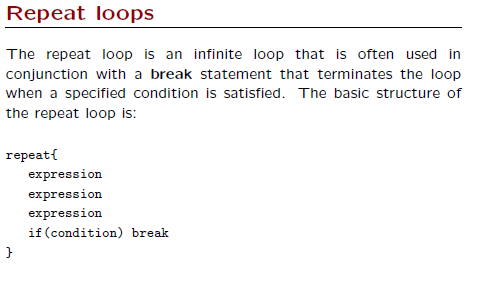 Repeat loops
The repeat loop is an infinite loop that is often used in
conjunction with a break statement that terminates the loop
when a specified condition is satisfied. The basic structure of
the repeat loop is:
repeat{
   expression
   expression
   expression
   if(condition) break
}